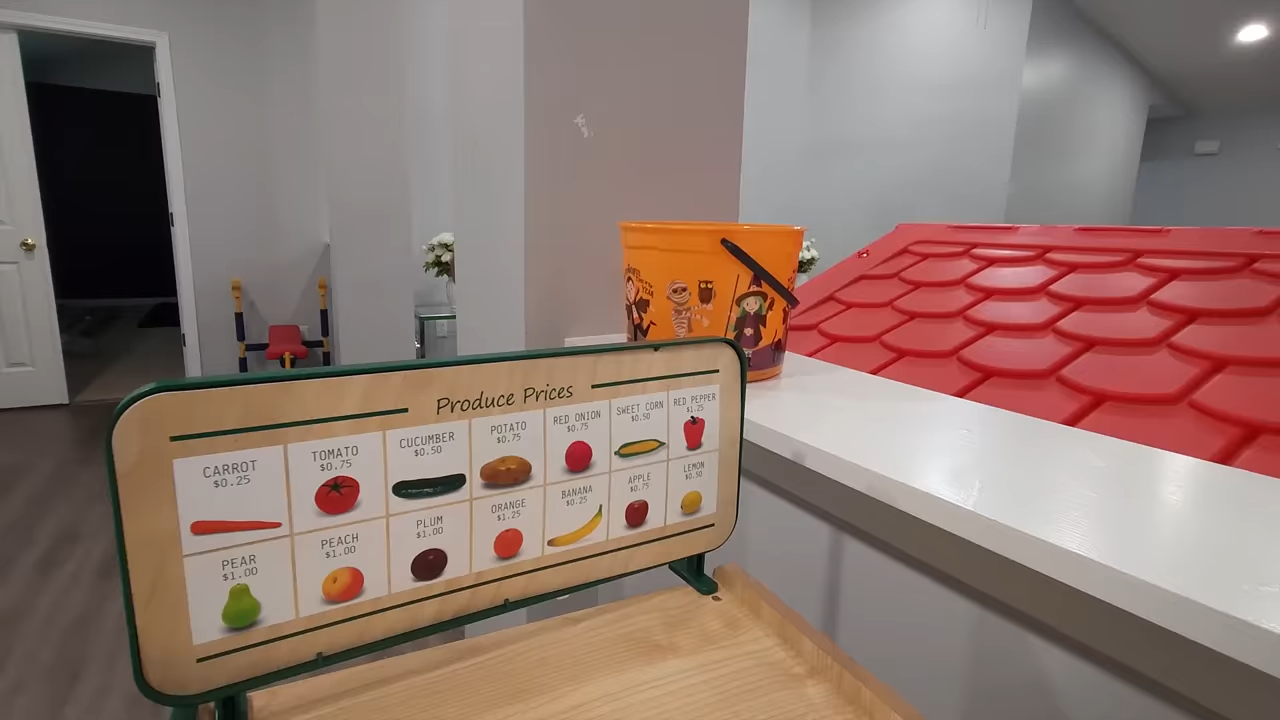 Produce Prices
CARROT
$0.25
TOMATO
$0.75
CUCUMBER
$0.50
POTATO
$0.75
RED ONION
$0.75
SWEET CORN
$0.50
RED PEPPER
$1.25
PEAR
$1.00
PEACH
$1.00
PLUM
$1.00
ORANGE
$1.25
BANANA
$0.25
APPLE
$0.75
LEMON
$0.50
YEAR